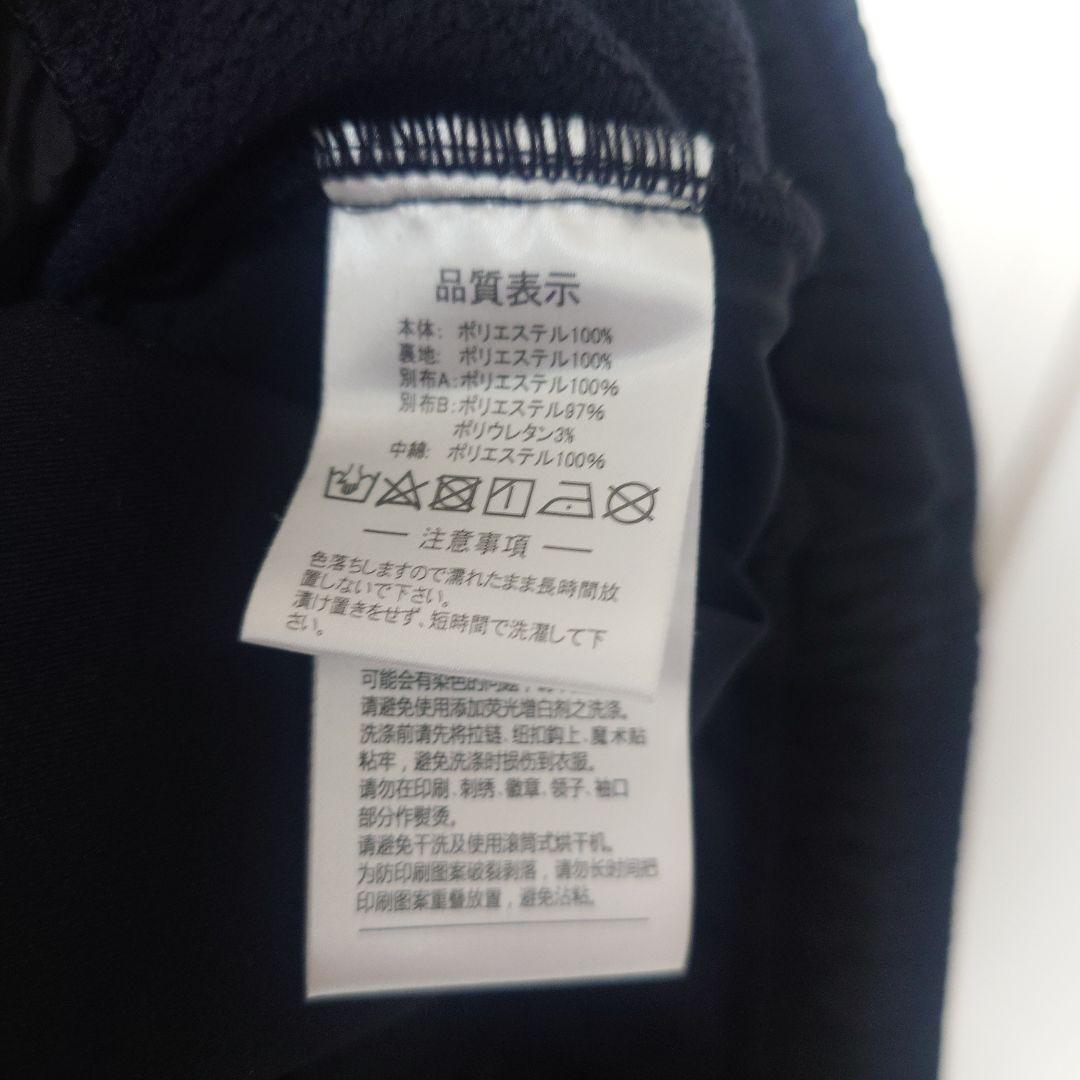 品質表示
本体: ポリエステル100%
裏地: ポリエステル100%
別布A:ポリエステル100%
別布B:ポリエステル97%
ポリウレタン3%
中綿: ポリエステル100%
注意事項
色落ちしますので濡れたまま長時間放
置しないで下さい。
漬け置きをせず、短時間で洗濯して下
さい。
可能会有染色的问题
请避免使用添加荧光增白剂之洗涤。
洗涤前请先将拉链、纽扣鈎上、魔术贴
粘牢，避免洗涤时损伤到衣服。
请勿在印刷、刺绣、徽章、领子、袖口
部分作熨烫。
请避免干洗及使用滚筒式烘干机。
为防印刷图案破裂剥落，请勿长时间把
印刷图案重叠放置，避免沾粘。